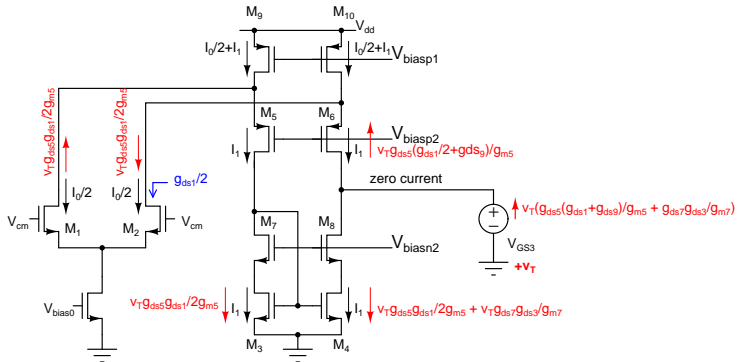 M9 M10
Vdd
I0/2+I1 I0/2+I1
Vbiasp1
vTgds5gds1/2gm5 vTgds5gds1/2gm5
M5 M6
Vbiasp2
I1 I1
vTgds5(gds1/2+gds9)/gm5
I0/2 I0/2 gds1/2
zero current
Vcm M1 M2 Vcm
vT(gds5(gds1+gds9)/gm5 + gds7gds3/gm7)
VGS3
+vT
M7 M8
Vbiasn2
Vbias0
vTgds5gds1/2gm5 I1 I1 vTgds5gds1/2gm5 + vTgds7gds3/gm7
M3 M4